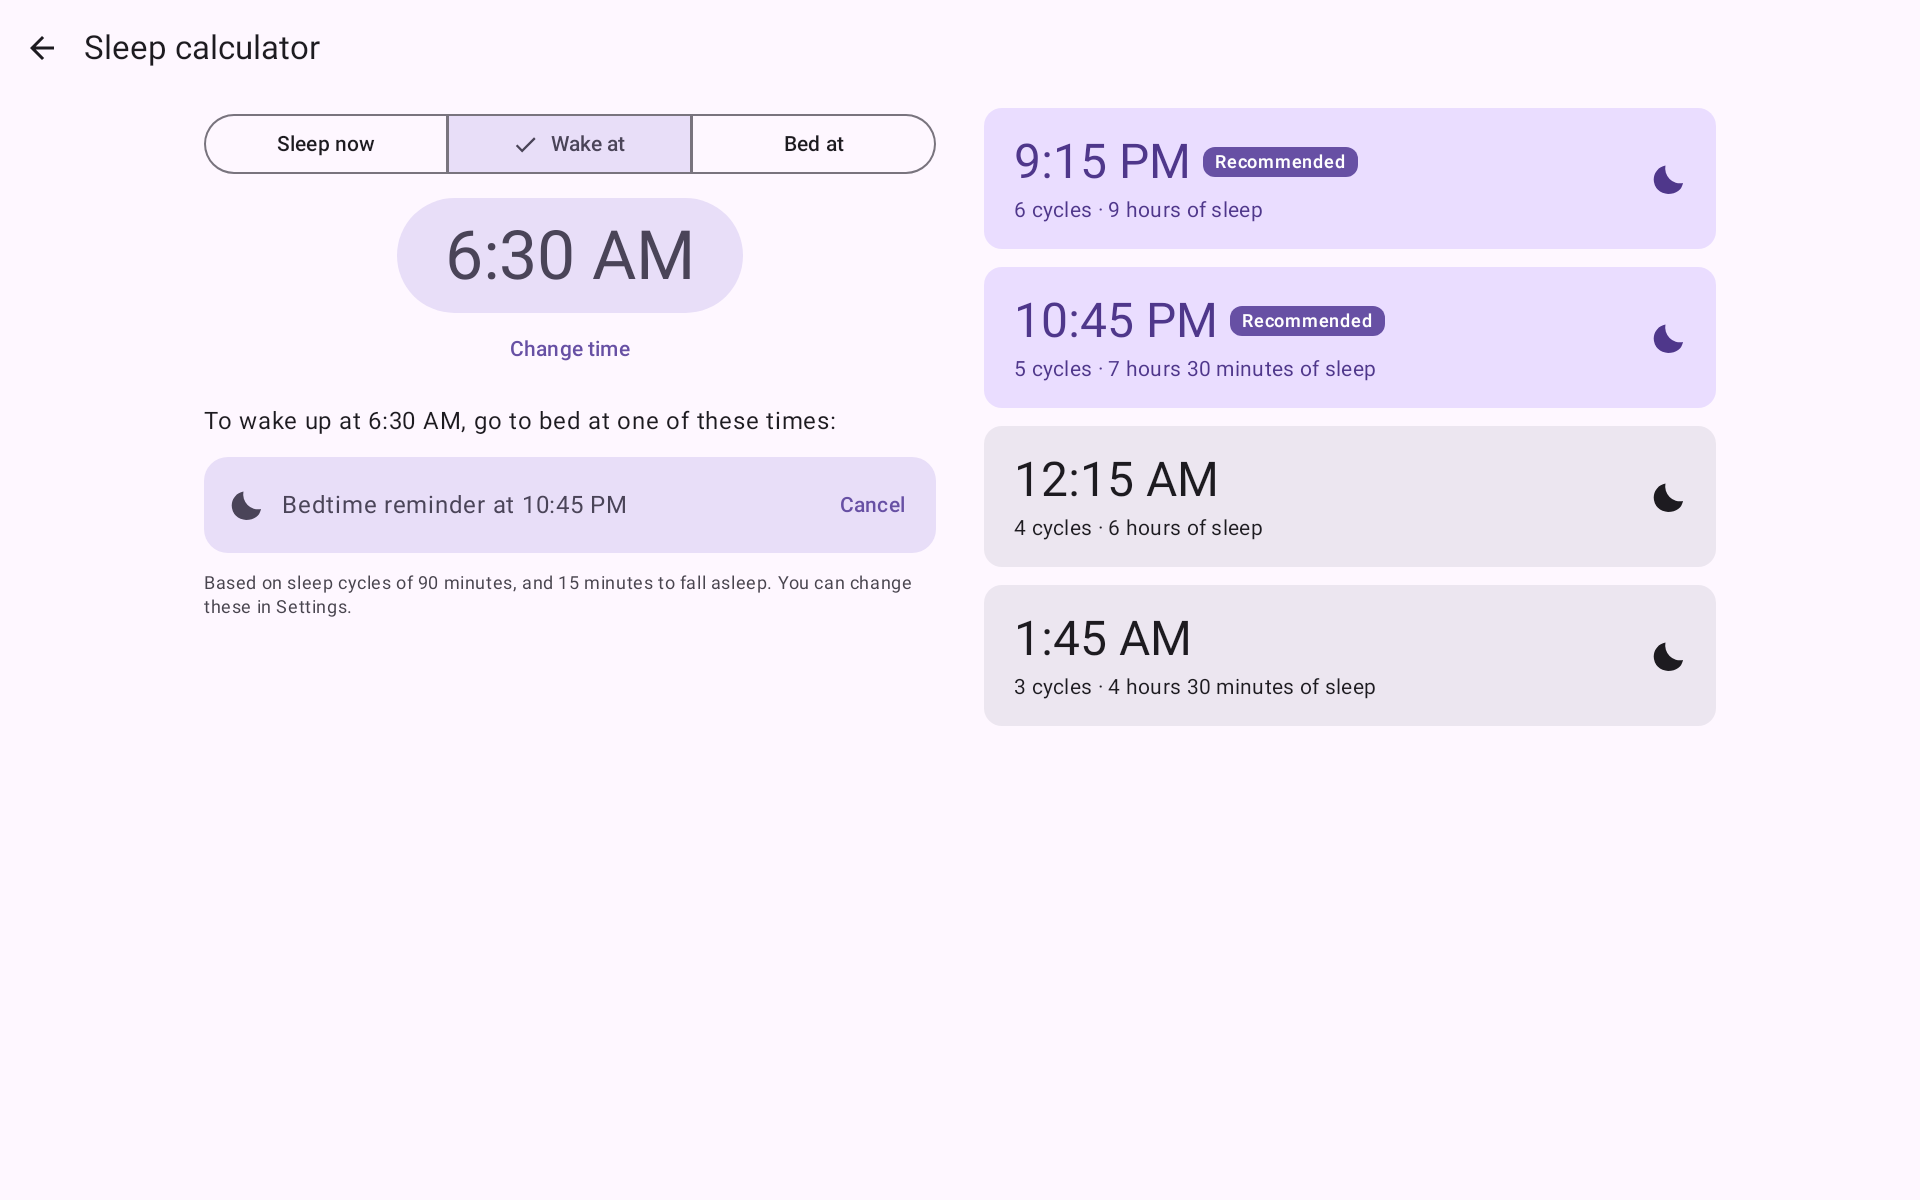 Sleep calculator
Sleep now
Wake at
Bed at
6:30 AM
Change time
To wake up at 6:30 AM, go to bed at one of these times:
Bedtime reminder at 10:45 PM
Cancel
Based on sleep cycles of 90 minutes, and 15 minutes to fall asleep. You can change
these in Settings.
9:15 PM
Recommended
6 cycles · 9 hours of sleep
10:45 PM
Recommended
5 cycles · 7 hours 30 minutes of sleep
12:15 AM
4 cycles · 6 hours of sleep
1:45 AM
3 cycles · 4 hours 30 minutes of sleep